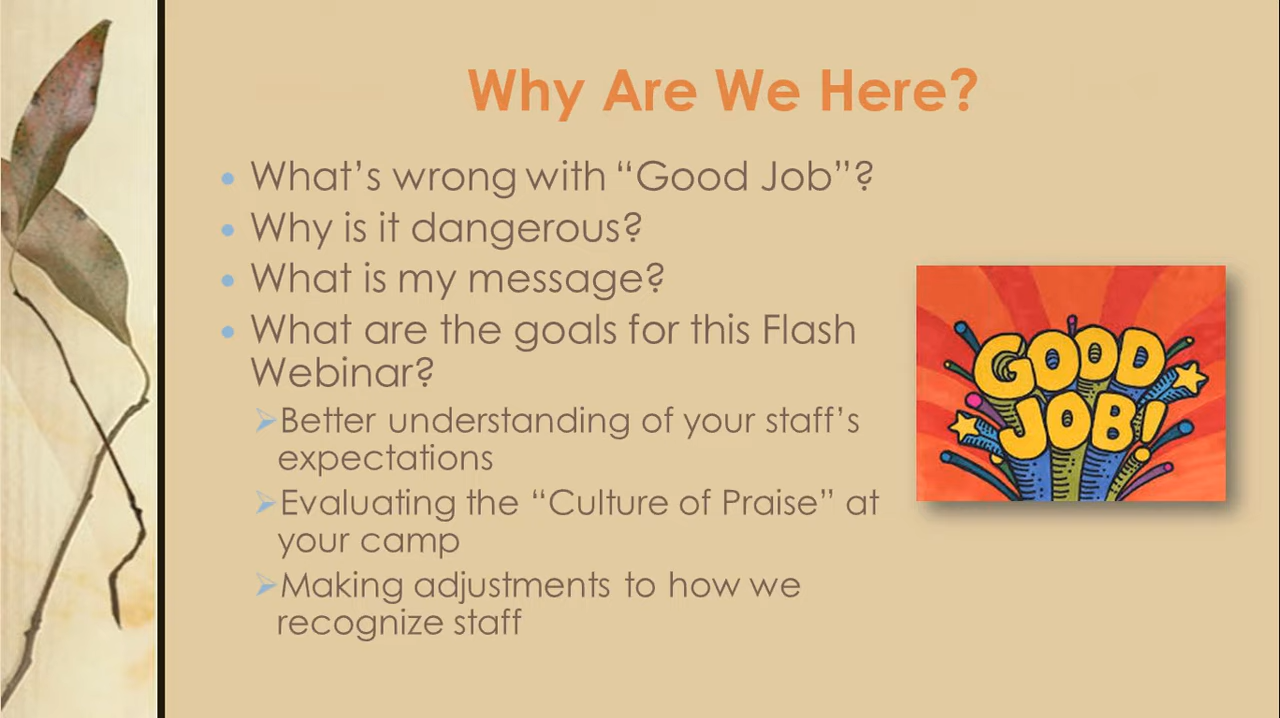 Why Are We Here?
• What’s wrong with “Good Job”?
• Why is it dangerous?
• What is my message?
• What are the goals for this Flash
Webinar?
➢Better understanding of your staff’s
expectations
➢Evaluating the “Culture of Praise” at
your camp
➢Making adjustments to how we
recognize staff
GOOD
JOB!